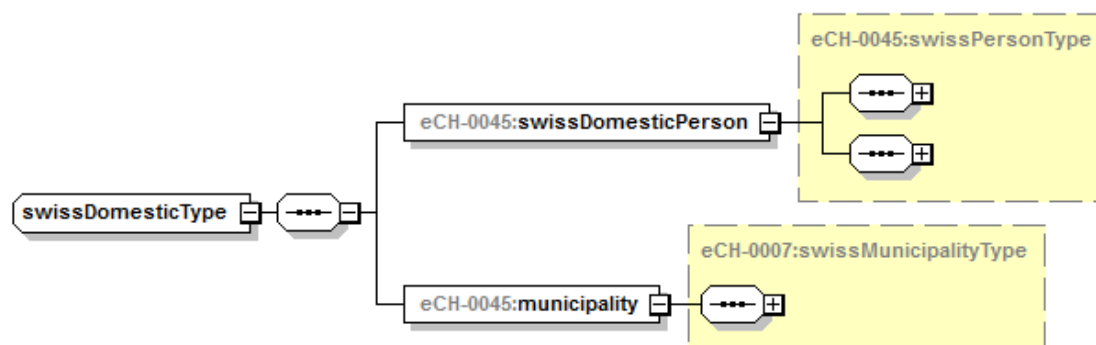 eCH-0045:swissPersonType
eCH-0045:swissDomesticPerson
swissDomesticType
eCH-0007:swissMunicipalityType
eCH-0045:municipality